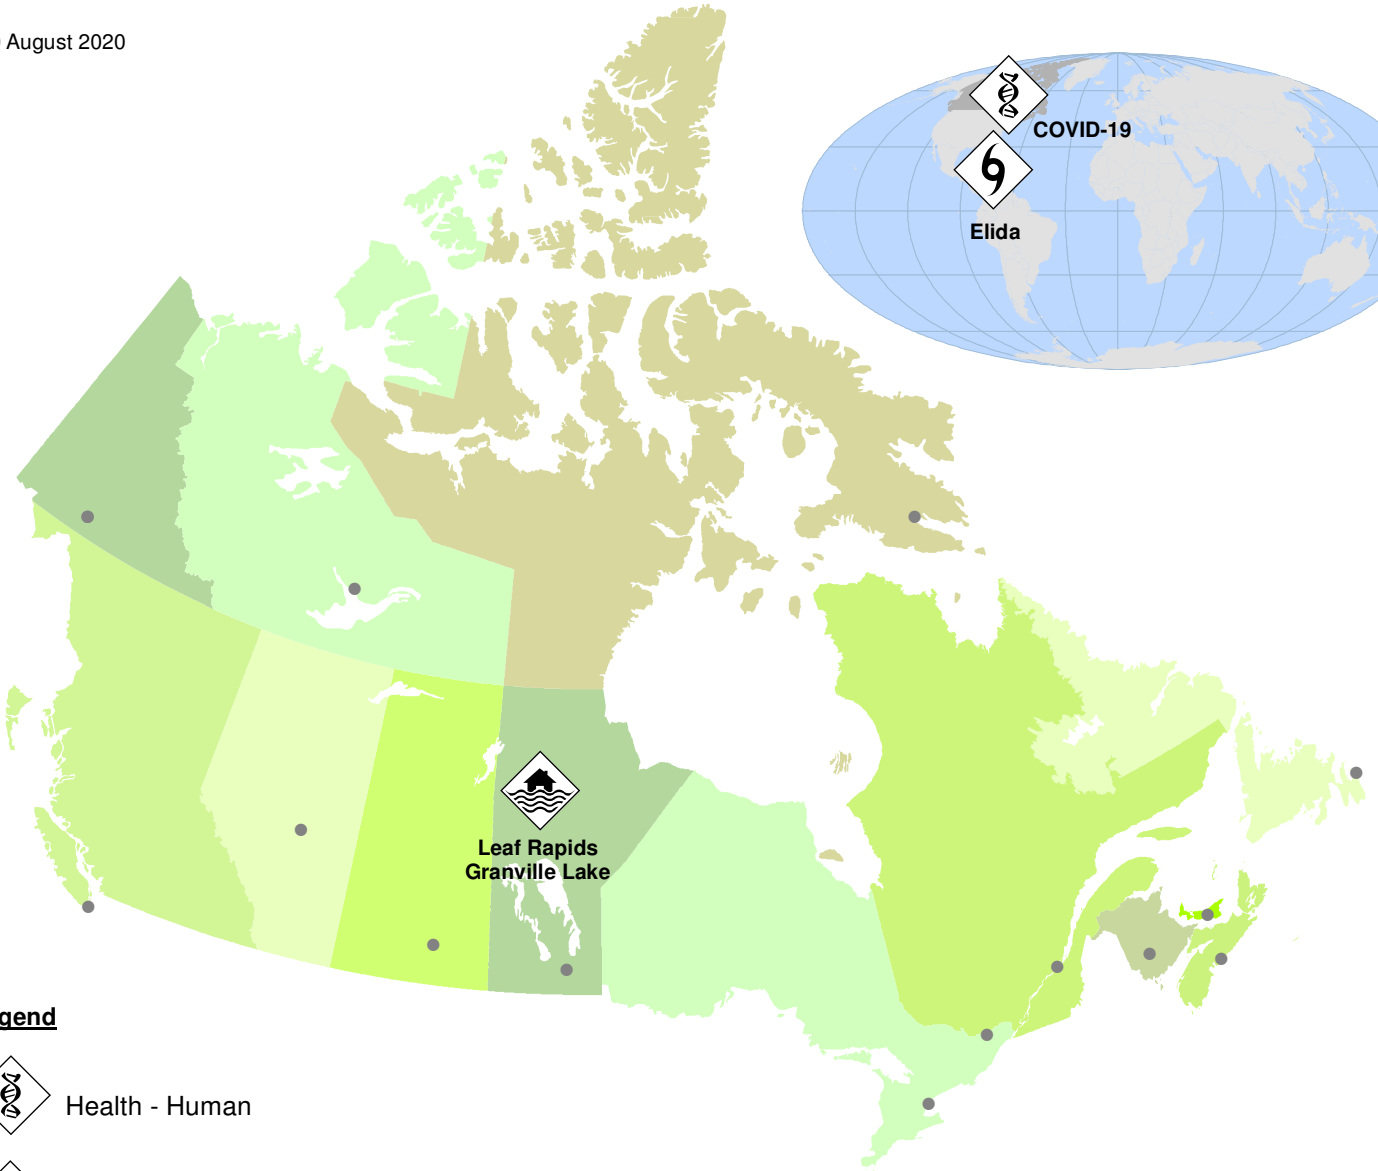 August 2020
COVID-19
Elida
Leaf Rapids
Granville Lake
gend
Health - Human